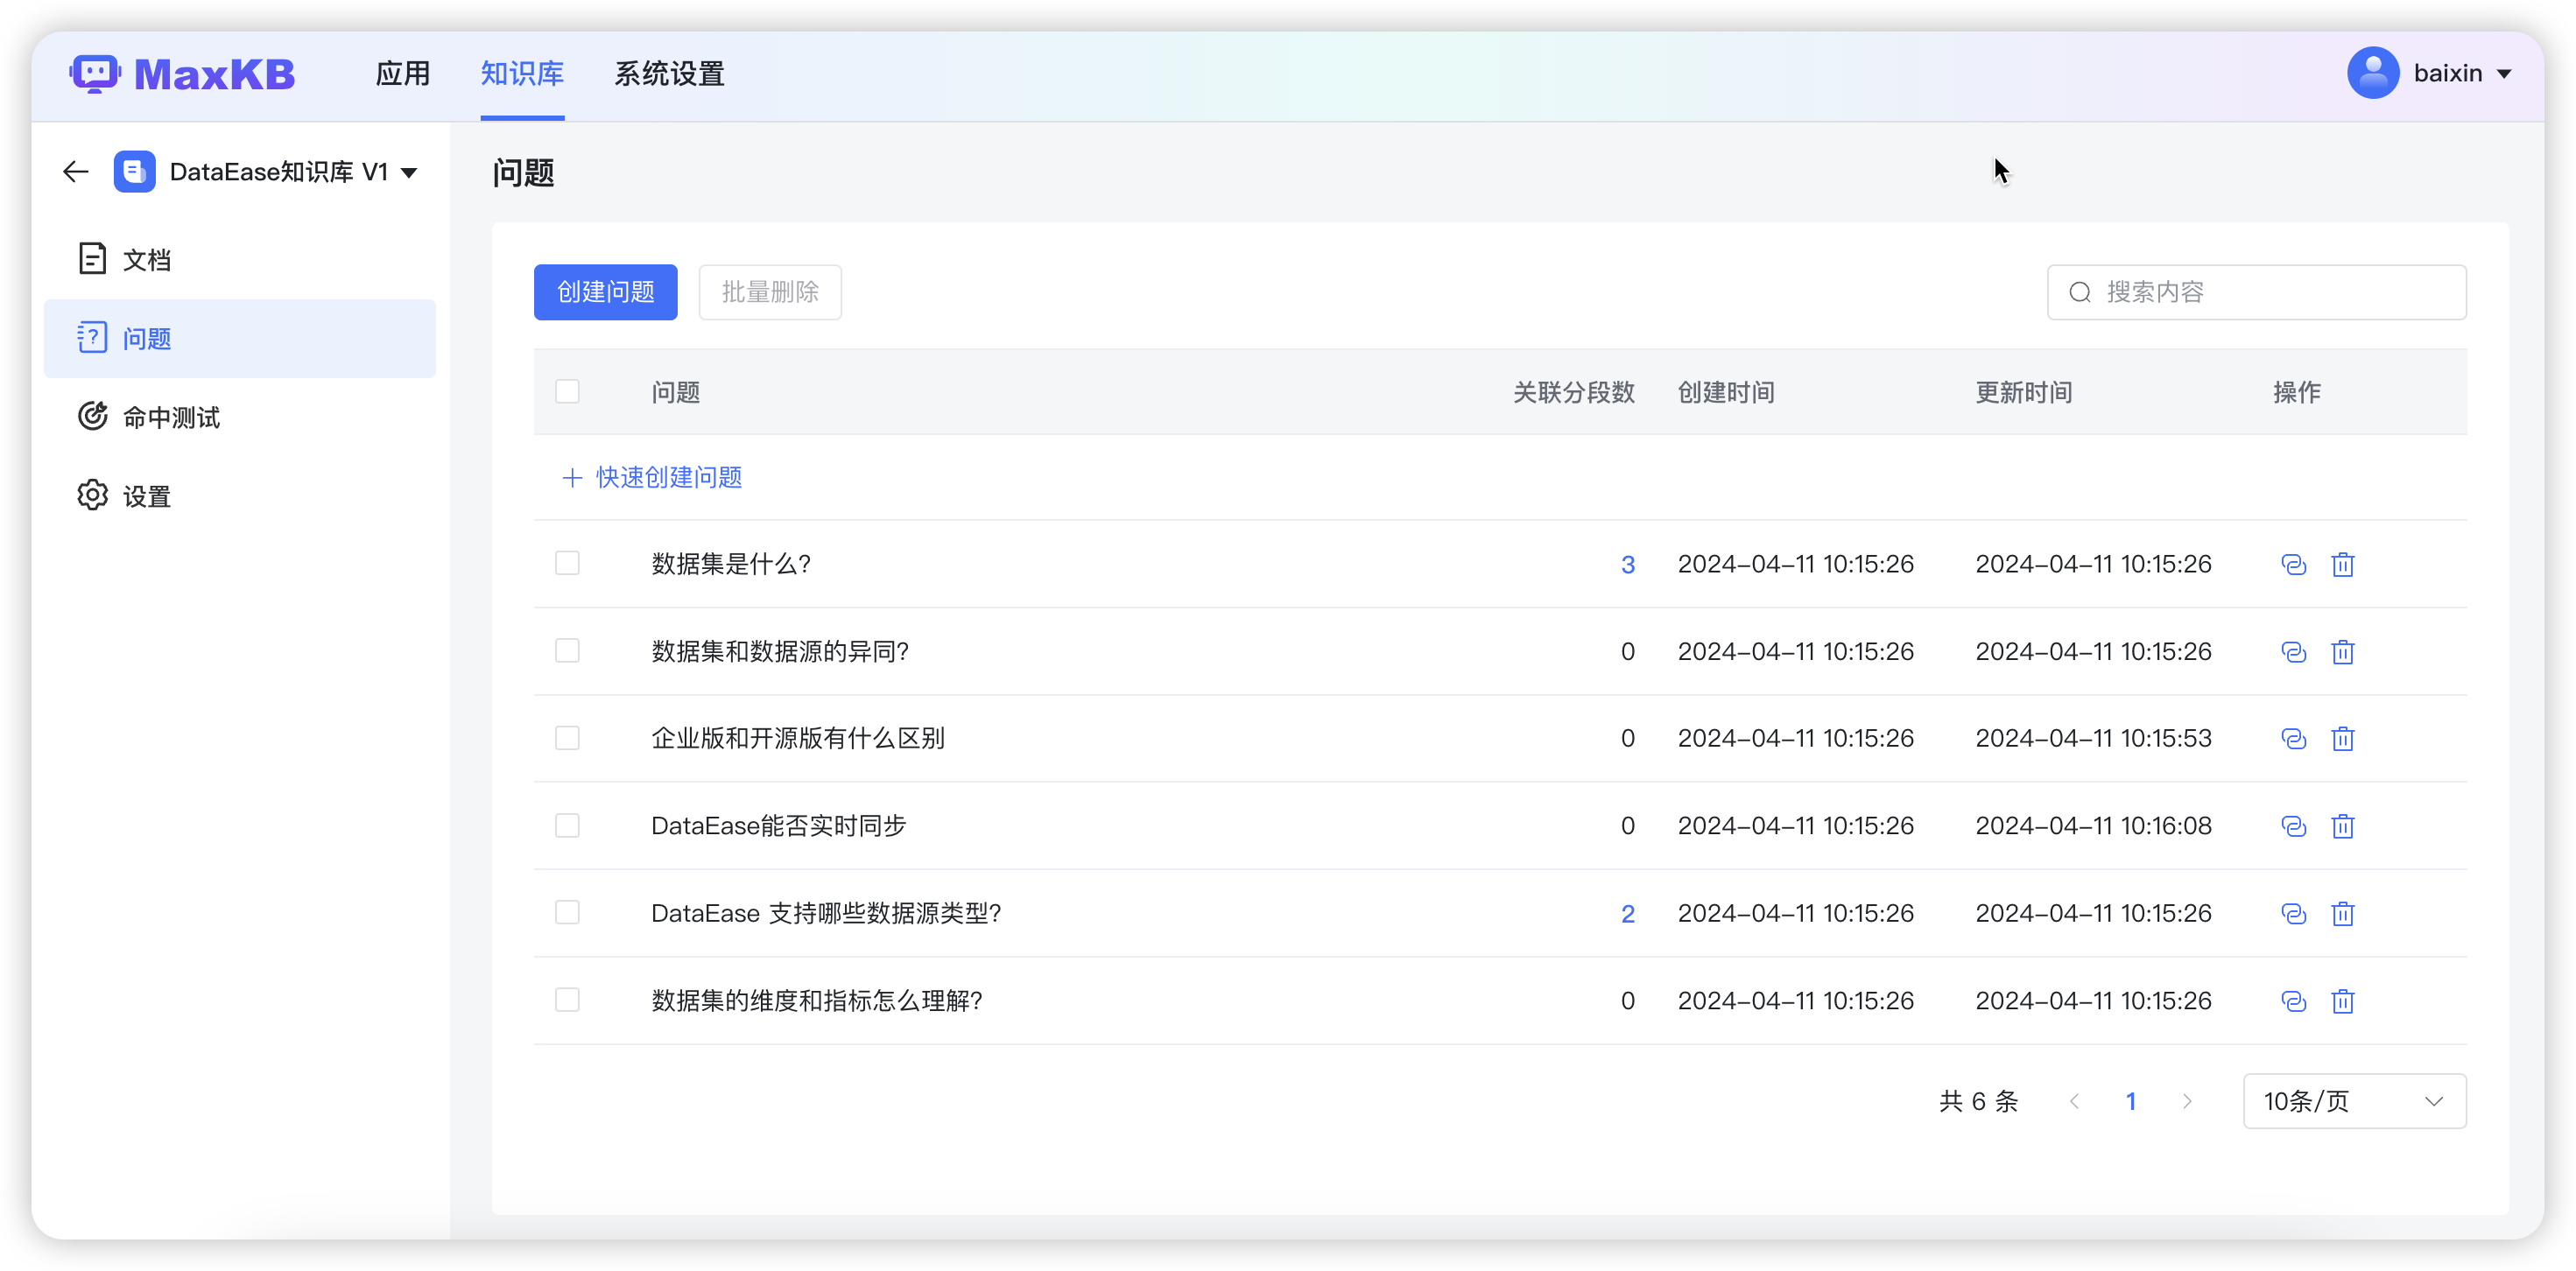 MaxKB 应用 知识库 系统设置 baixin
DataEase知识库 V1
文档
问题
命中测试
设置
问题
创建问题 批量删除 搜索内容
问题 关联分段数 创建时间 更新时间 操作
+ 快速创建问题
数据集是什么? 3 2024-04-11 10:15:26 2024-04-11 10:15:26
数据集和数据源的异同? 0 2024-04-11 10:15:26 2024-04-11 10:15:26
企业版和开源版有什么区别 0 2024-04-11 10:15:26 2024-04-11 10:15:53
DataEase能否实时同步 0 2024-04-11 10:15:26 2024-04-11 10:16:08
DataEase 支持哪些数据源类型? 2 2024-04-11 10:15:26 2024-04-11 10:15:26
数据集的维度和指标怎么理解? 0 2024-04-11 10:15:26 2024-04-11 10:15:26
共 6 条 1 10条/页